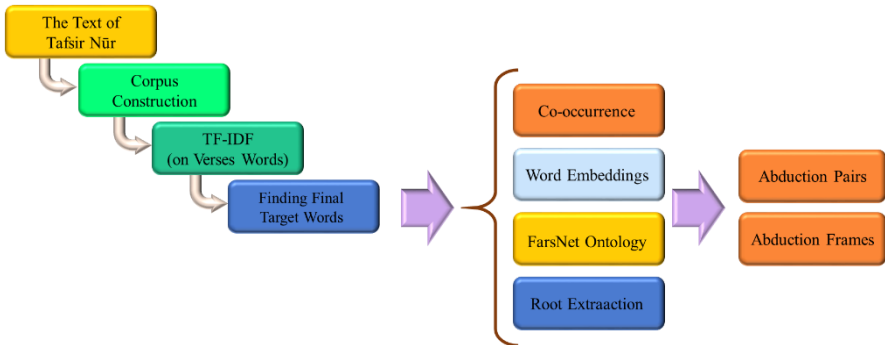 The Text of
Tafsir Nūr
Corpus
Construction
TF-IDF
(on Verses Words)
Finding Final
Target Words
Co-occurrence
Word Embeddings
FarsNet Ontology
Root Extraaction
Abduction Pairs
Abduction Frames